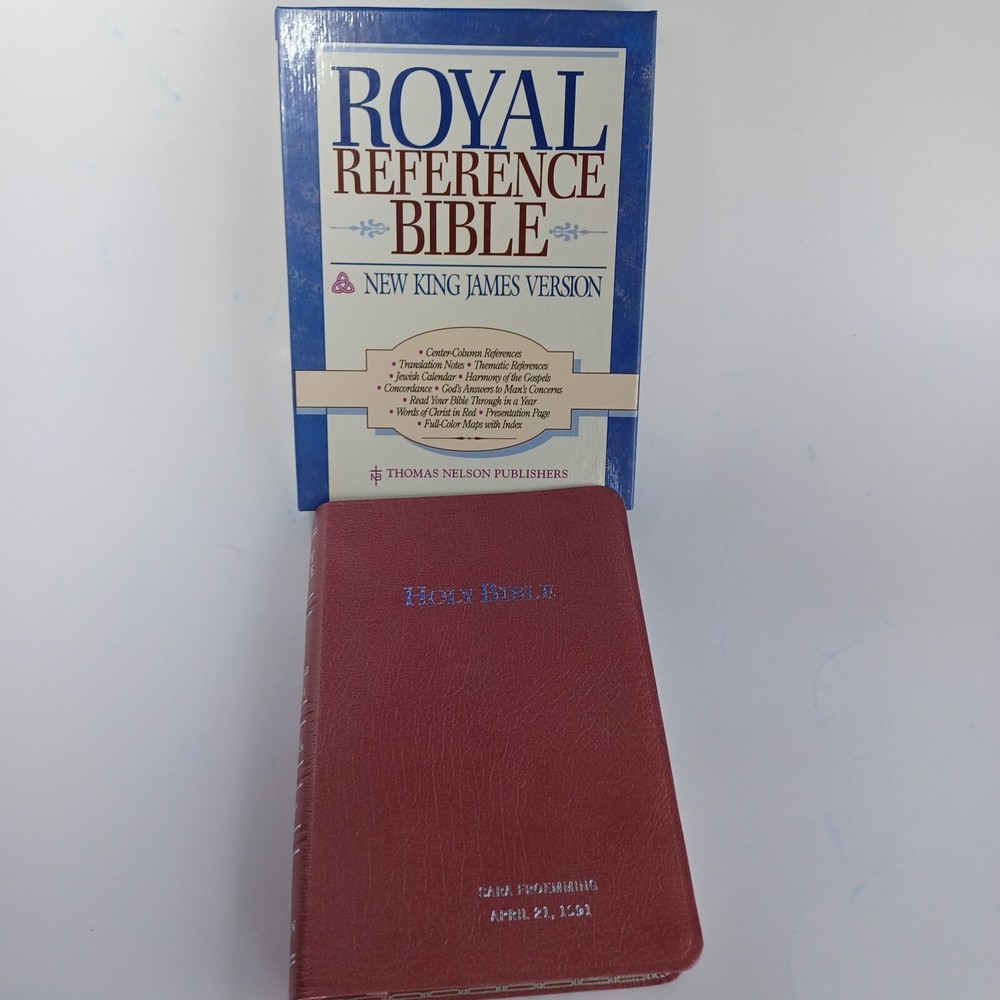 ROYAL
REFERENCE
BIBLE
NEW KING JAMES VERSION
• Center-Column References
• Translation Notes • Thematic References
• Jewish Calendar • Harmony of the Gospels
• Concordance • God's Answers to Man's Concerns
• Read Your Bible Through in a Year
• Words of Christ in Red • Presentation Page
• Full-Color Maps with Index
THOMAS NELSON PUBLISHERS
HOLY BIBLE
SARA FROEMMING
APRIL 21, 1991